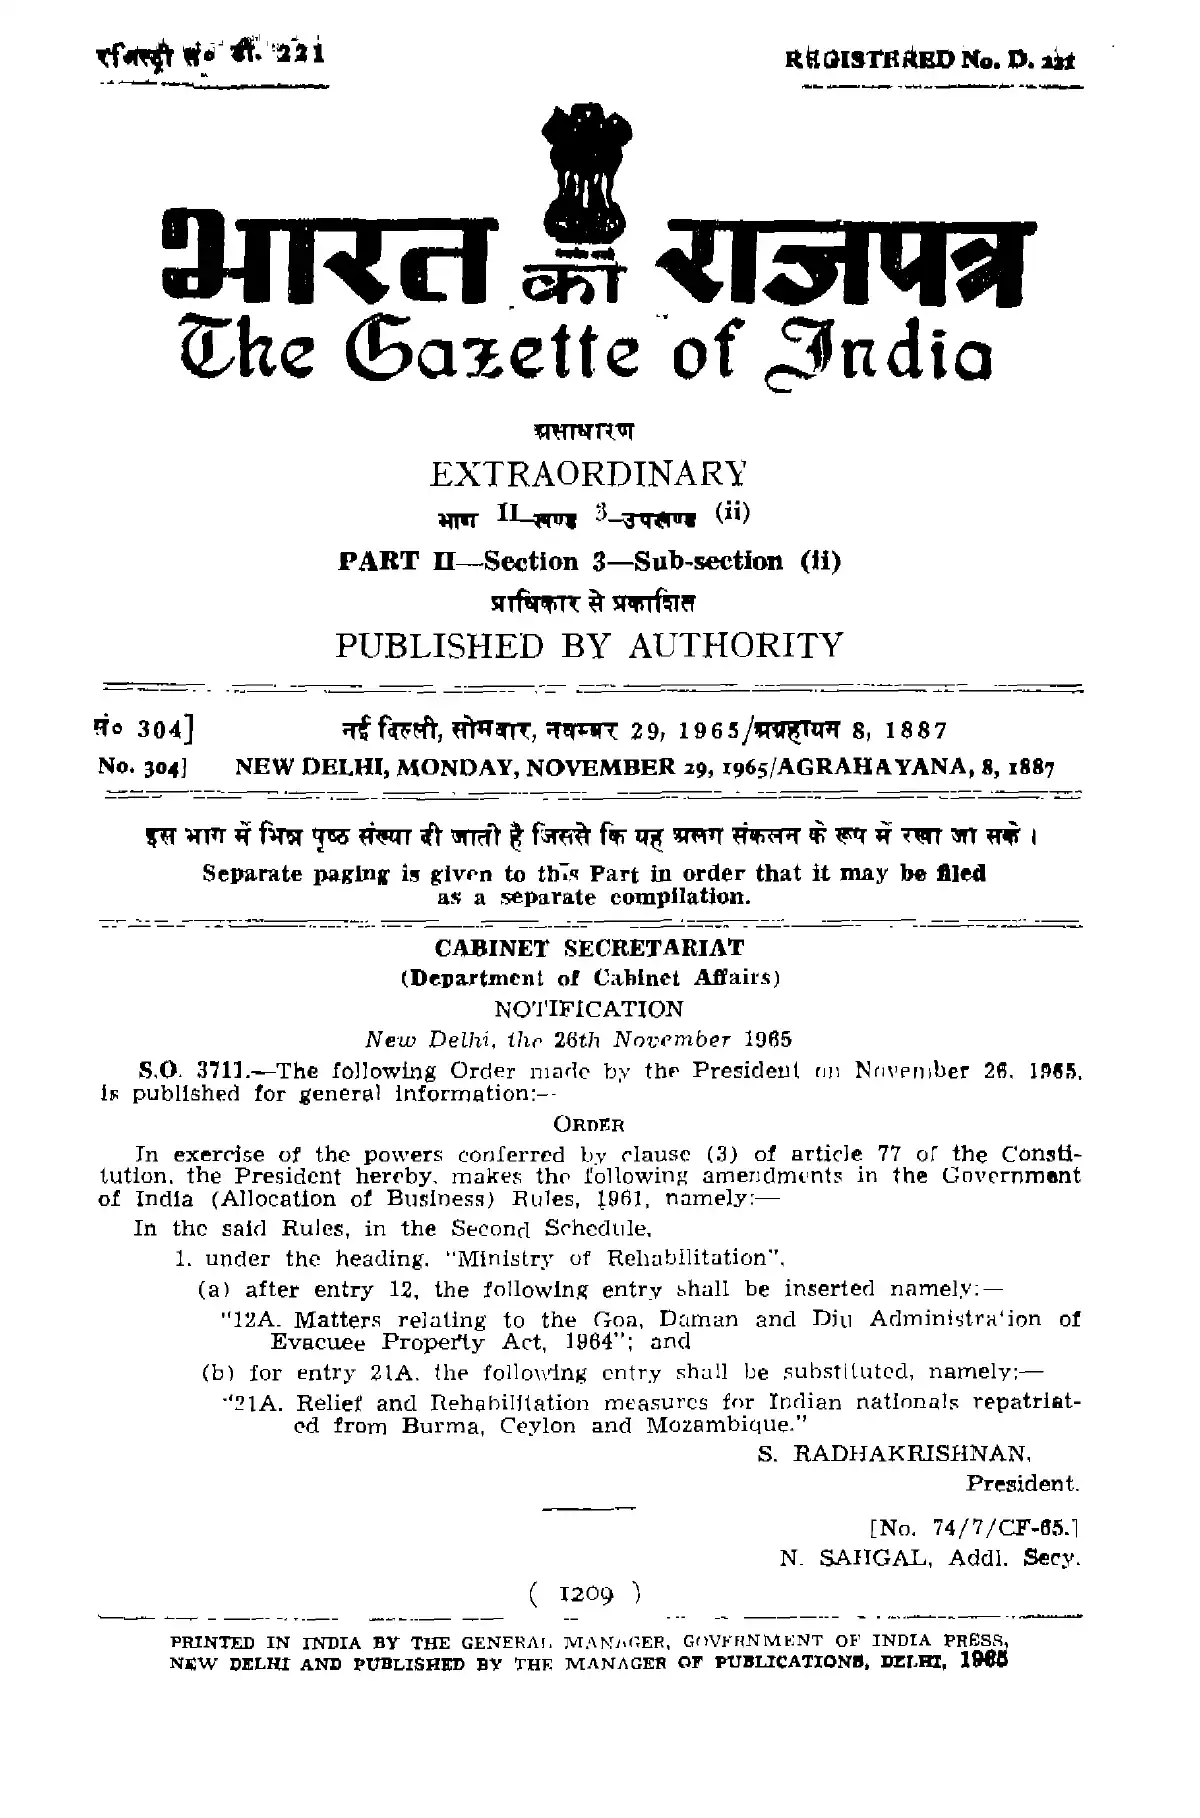 रजिस्ट्री सं० डी. 221
REGISTERED No. D. 221
भारत का राजपत्र
The Gazette of India
असाधारण
EXTRAORDINARY
भाग II—खण्ड 3—उपखण्ड (ii)
PART II—Section 3—Sub-section (ii)
प्राधिकार से प्रकाशित
PUBLISHED BY AUTHORITY
सं० 304]
नई दिल्ली, सोमवार, नवम्बर 29, 1965/अग्रहायण 8, 1887
No. 304]
NEW DELHI, MONDAY, NOVEMBER 29, 1965/AGRAHAYANA, 8, 1887
इस भाग में भिन्न पृष्ठ संख्या दी जाती है जिससे कि यह अलग संकलन के रूप में रखा जा सके ।
Separate paging is given to this Part in order that it may be filed
as a separate compilation.
CABINET SECRETARIAT
(Department of Cabinet Affairs)
NOTIFICATION
New Delhi, the 26th November 1965
S.O. 3711.—The following Order made by the President on November 26, 1965,
is published for general information:—
ORDER
In exercise of the powers conferred by clause (3) of article 77 of the Consti-
tution, the President hereby, makes the following amendments in the Government
of India (Allocation of Business) Rules, 1961, namely:—
In the said Rules, in the Second Schedule,
1. under the heading, "Ministry of Rehabilitation",
(a) after entry 12, the following entry shall be inserted namely:—
"12A. Matters relating to the Goa, Daman and Diu Administration of
Evacuee Property Act, 1964"; and
(b) for entry 21A, the following entry shall be substituted, namely:—
"21A. Relief and Rehabilitation measures for Indian nationals repatriat-
ed from Burma, Ceylon and Mozambique."
S. RADHAKRISHNAN,
President.
[No. 74/7/CF-65.]
N. SAHGAL, Addl. Secy.
( 1209 )
PRINTED IN INDIA BY THE GENERAL MANAGER, GOVERNMENT OF INDIA PRESS,
NEW DELHI AND PUBLISHED BY THE MANAGER OF PUBLICATIONS, DELHI, 1965